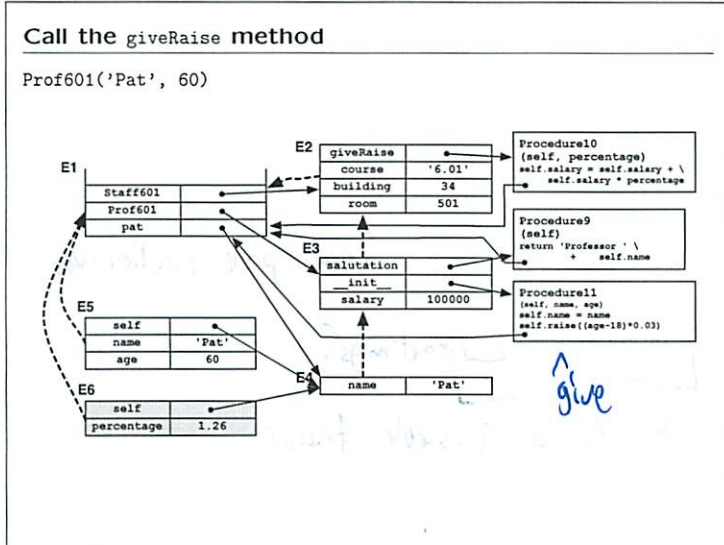 Call the giveRaise method
Prof601('Pat', 60)
E1
Staff601
Prof601
pat
E2
giveRaise
course '6.01'
building 34
room 501
E3
salutation
__init__
salary 100000
E4
name 'Pat'
E5
self
name 'Pat'
age 60
E6
self
percentage 1.26
Procedure10
(self, percentage)
self.salary = self.salary + \
self.salary * percentage
Procedure9
(self)
return 'Professor ' \
+ self.name
Procedure11
(self, name, age)
self.name = name
self.raise((age-18)*0.03)
^
give